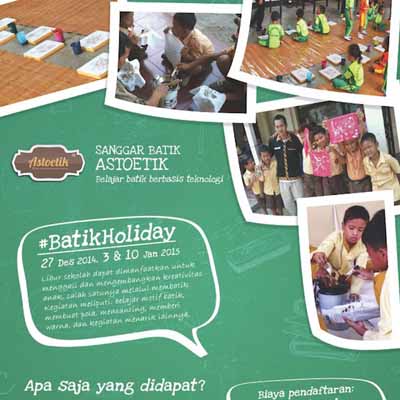 Astoetik
SANGGAR BATIK
ASTOETIK
Belajar batik berbasis teknologi
#BatikHoliday
27 Des 2014, 3 & 10 Jan 2015
Libur sekolah dapat dimanfaatkan untuk
menggali dan mengembangkan kreativitas
anak, salah satunya melalui membatik.
Kegiatan meliputi: belajar motif batik,
membuat pola, mencanting, memberi
warna, dan kegiatan menarik lainnya.
Apa saja yang didapat?
Biaya pendaftaran: